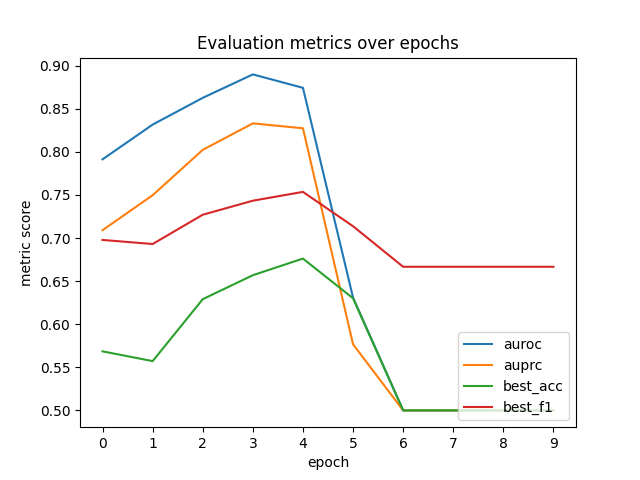 Evaluation metrics over epochs
metric score
0.90
0.85
0.80
0.75
0.70
0.65
0.60
0.55
0.50
auroc
auprc
best_acc
best_f1
0 1 2 3 4 5 6 7 8 9
epoch